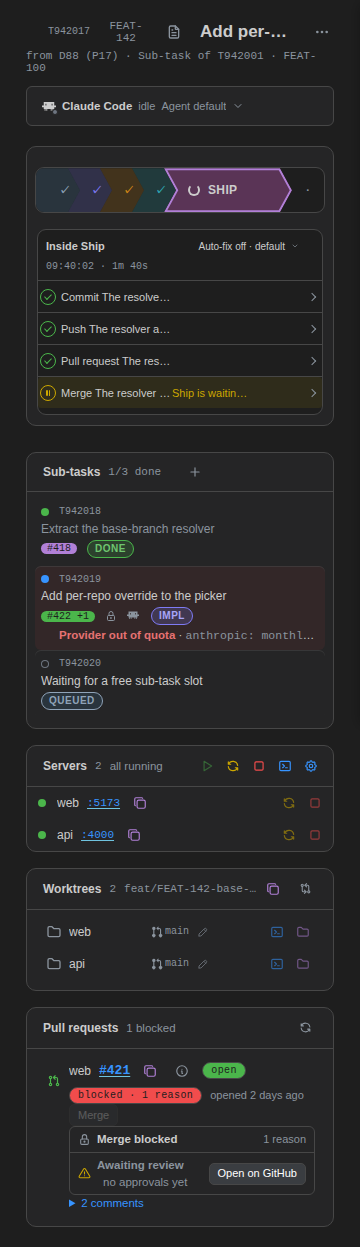 T942017 FEAT-142 Add per-…
from D88 (P17) · Sub-task of T942001 · FEAT-
100
Claude Code idle Agent default
SHIP
Inside Ship Auto-fix off · default
09:40:02 · 1m 40s
Commit The resolve…
Push The resolver a…
Pull request The res…
Merge The resolver … Ship is waitin…
Sub-tasks 1/3 done
T942018
Extract the base-branch resolver
#418 DONE
T942019
Add per-repo override to the picker
#422 +1 IMPL
Provider out of quota · anthropic: monthl…
T942020
Waiting for a free sub-task slot
QUEUED
Servers 2 all running
web :5173
api :4000
Worktrees 2 feat/FEAT-142-base-…
web main
api main
Pull requests 1 blocked
web #421 open
blocked · 1 reason opened 2 days ago
Merge
Merge blocked 1 reason
Awaiting review
no approvals yet
Open on GitHub
2 comments